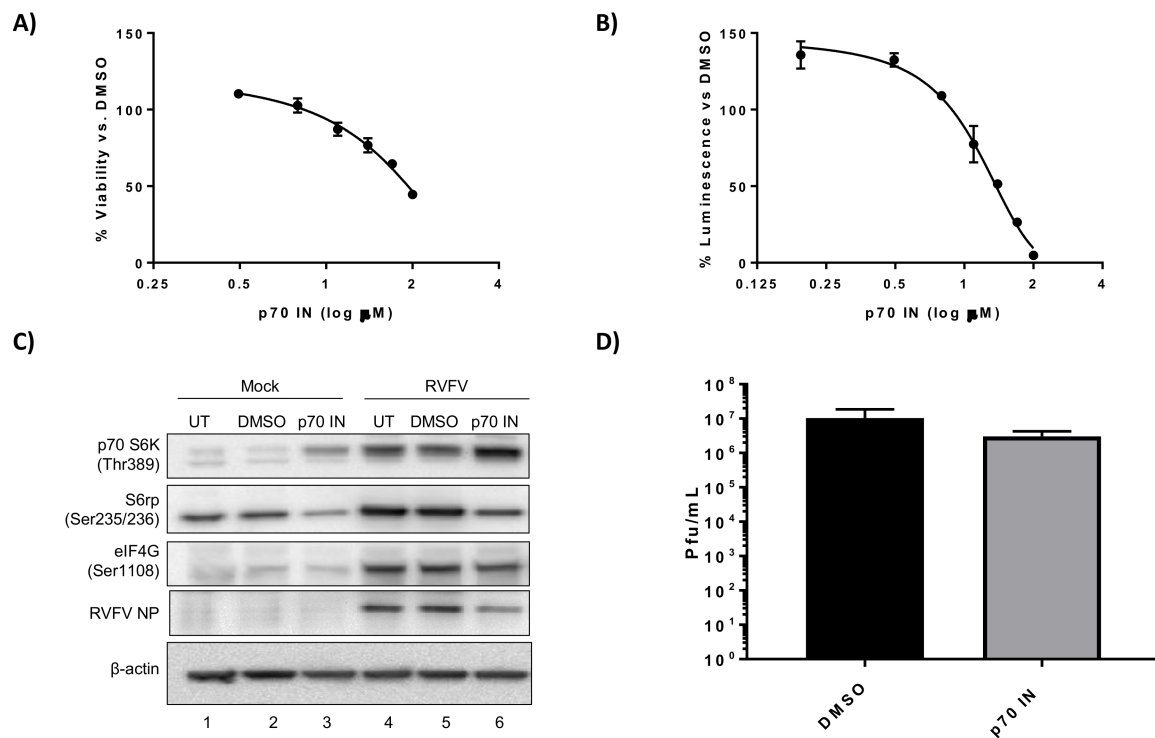 A)
150
100
50
0
% Viability vs. DMSO
0.25 0.5 1 2 4
p70 IN (log μM)
B)
150
100
50
0
% Luminescence vs DMSO
0.125 0.25 0.5 1 2 4
p70 IN (log μM)
C)
Mock RVFV
UT DMSO p70 IN UT DMSO p70 IN
p70 S6K
(Thr389)
S6rp
(Ser235/236)
eIF4G
(Ser1108)
RVFV NP
β-actin
1 2 3 4 5 6
D)
10⁸
10⁷
10⁶
10⁵
10⁴
10³
10²
10¹
10⁰
Pfu/mL
DMSO
p70 IN